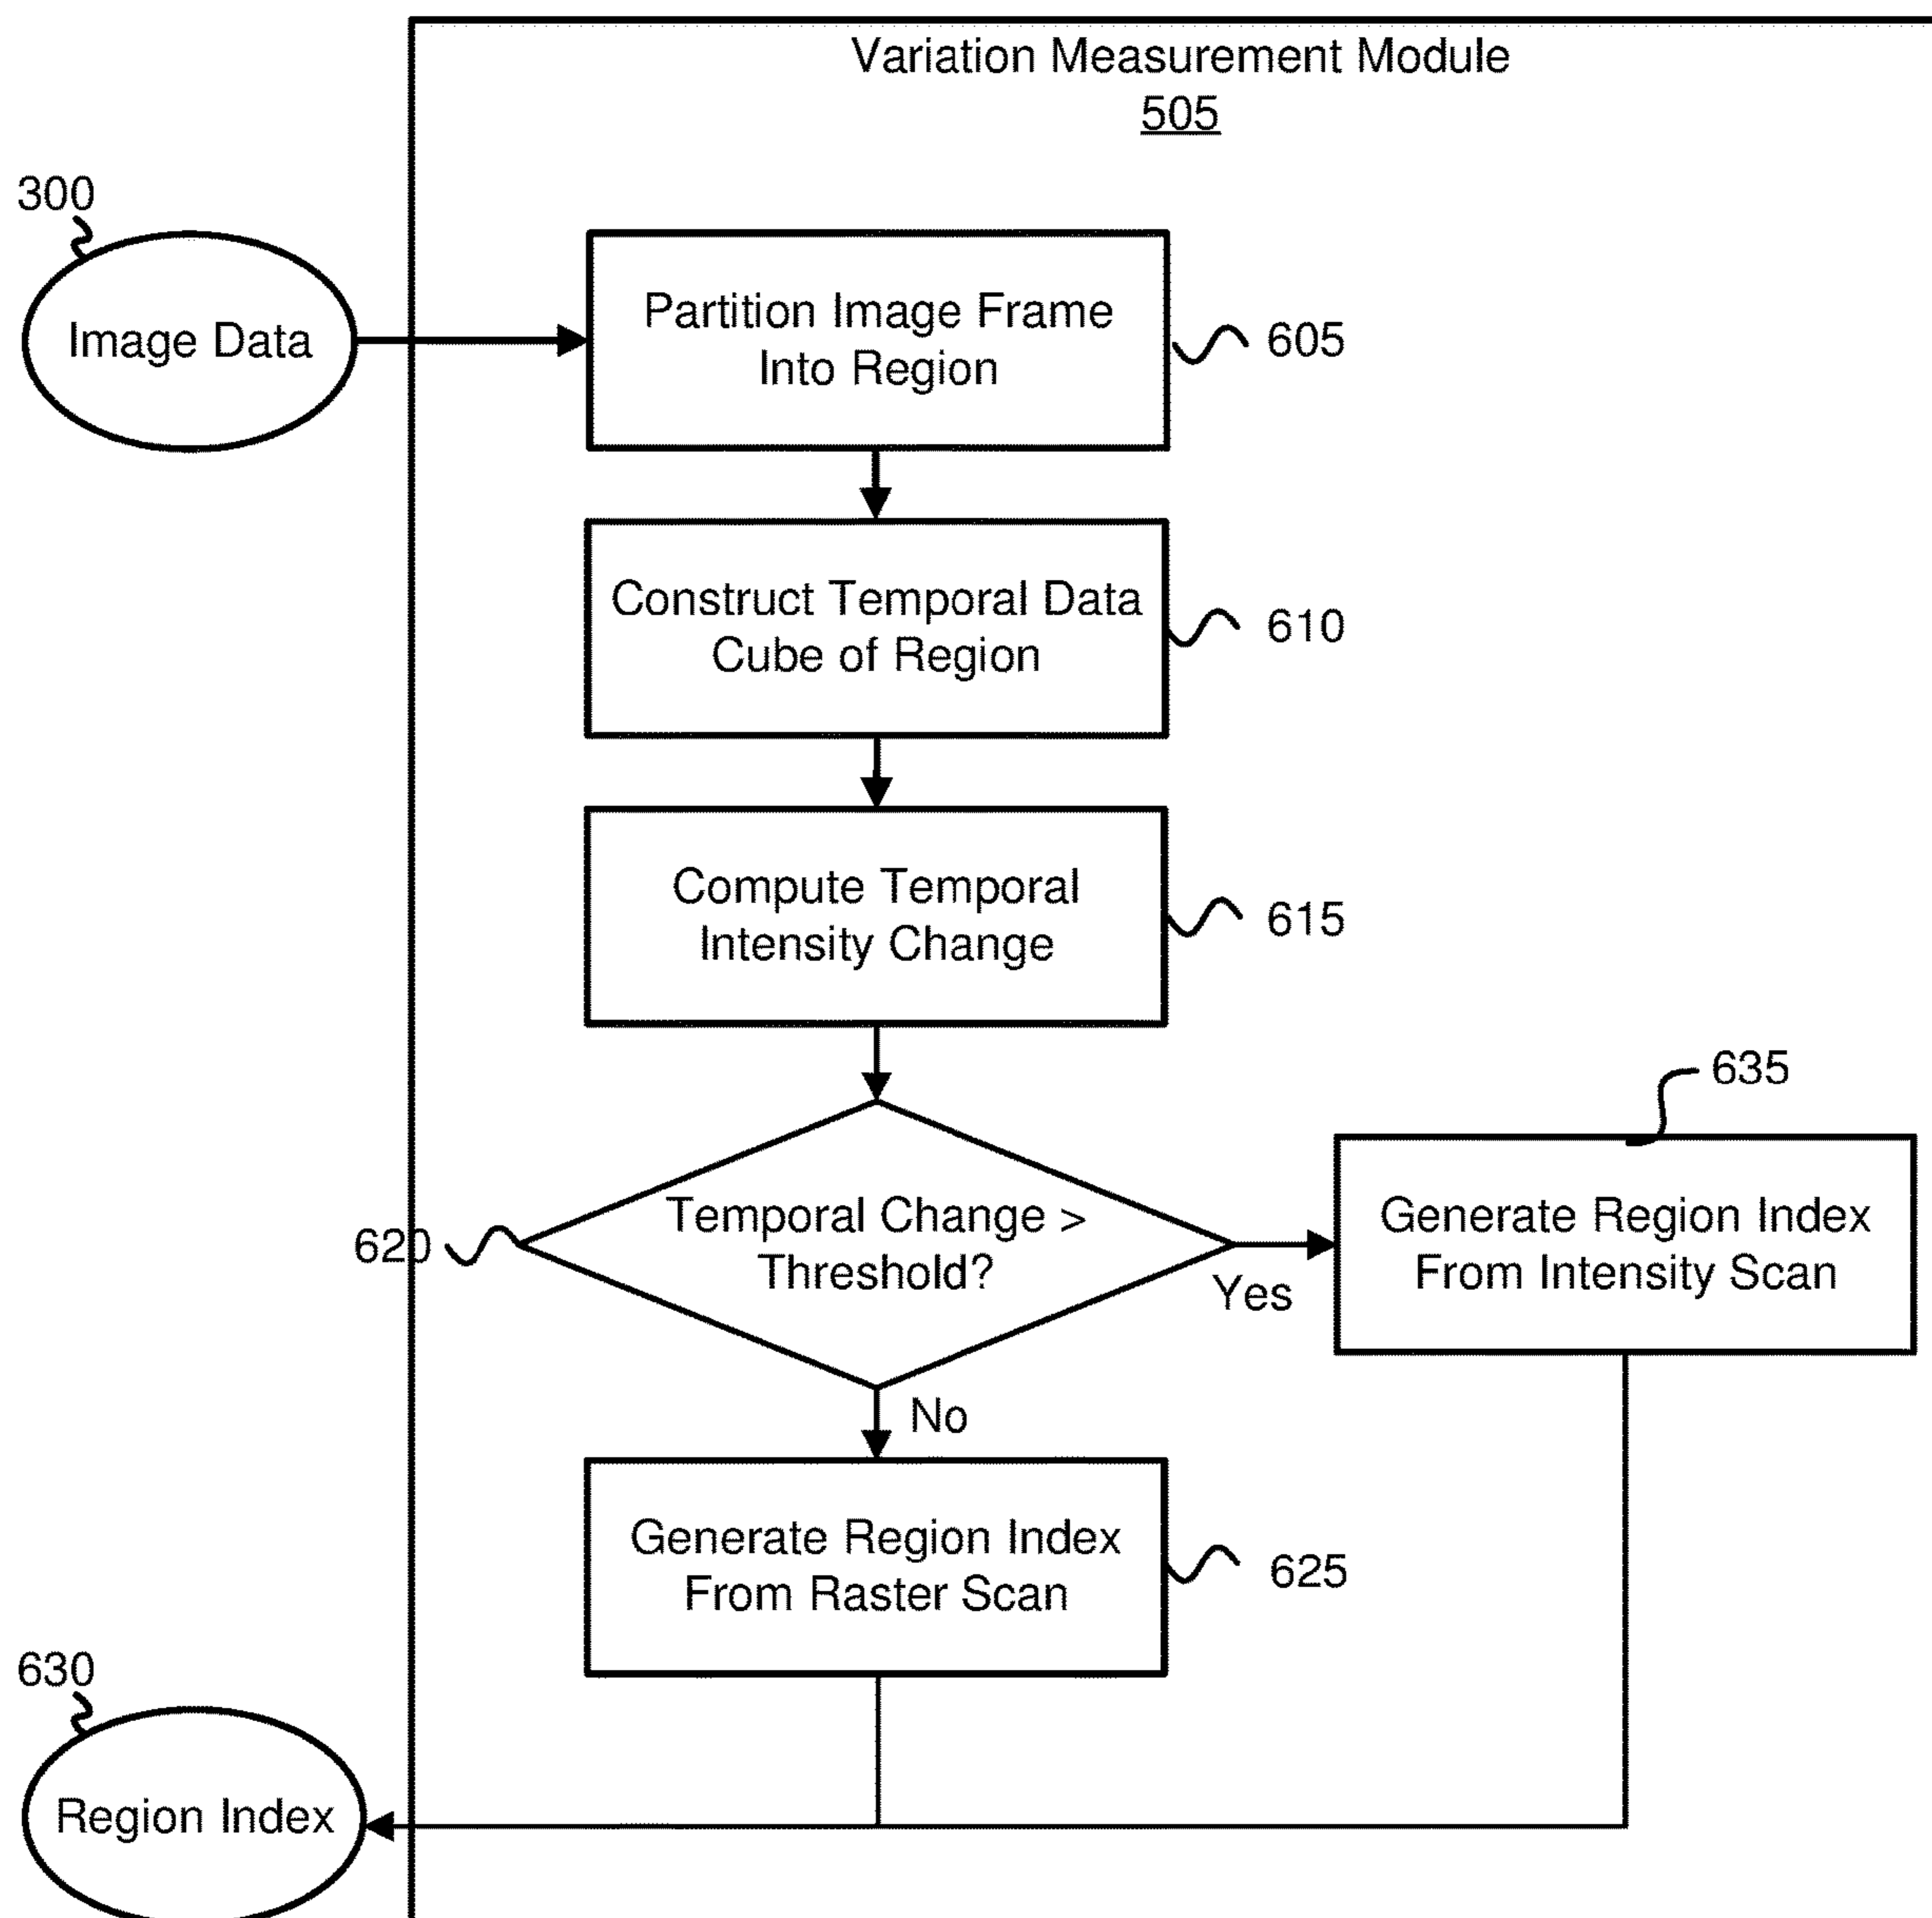 Variation Measurement Module
505
300
Image Data
Partition Image Frame
Into Region
605
Construct Temporal Data
Cube of Region
610
Compute Temporal
Intensity Change
615
635
620
Temporal Change >
Threshold?
Yes
Generate Region Index
From Intensity Scan
No
Generate Region Index
From Raster Scan
625
630
Region Index